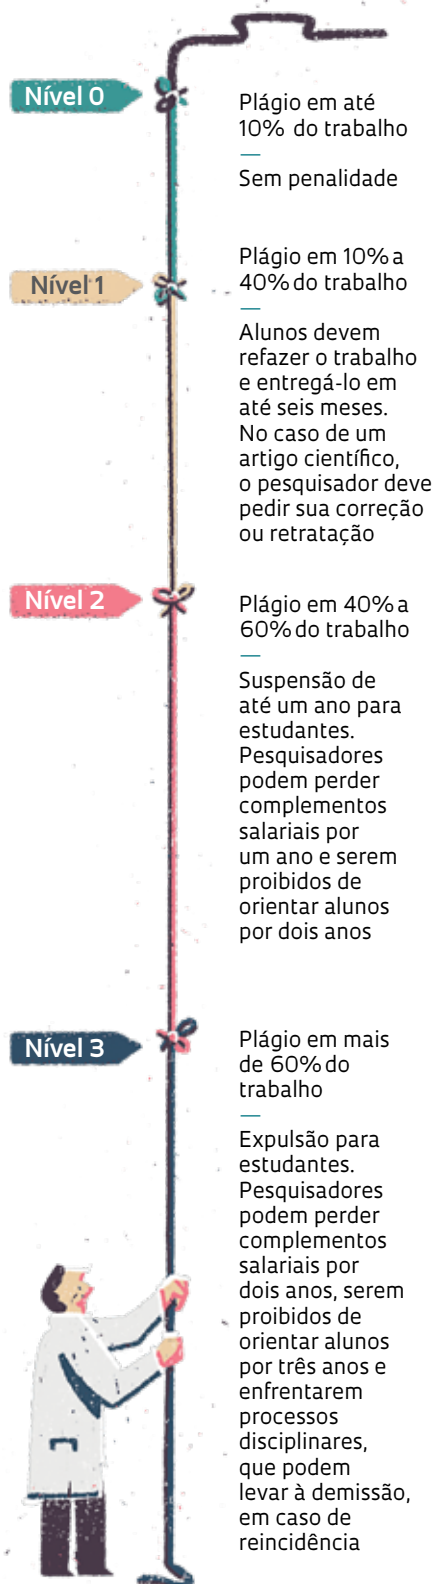 Nível 0
Plágio em até
10% do trabalho
Sem penalidade
Nível 1
Plágio em 10% a
40% do trabalho
Alunos devem
refazer o trabalho
e entregá-lo em
até seis meses.
No caso de um
artigo científico,
o pesquisador deve
pedir sua correção
ou retratação
Nível 2
Plágio em 40% a
60% do trabalho
Suspensão de
até um ano para
estudantes.
Pesquisadores
podem perder
complementos
salariais por
um ano e serem
proibidos de
orientar alunos
por dois anos
Nível 3
Plágio em mais
de 60% do
trabalho
Expulsão para
estudantes.
Pesquisadores
podem perder
complementos
salariais por
dois anos, serem
proibidos de
orientar alunos
por três anos e
enfrentarem
processos
disciplinares,
que podem
levar à demissão,
em caso de
reincidência